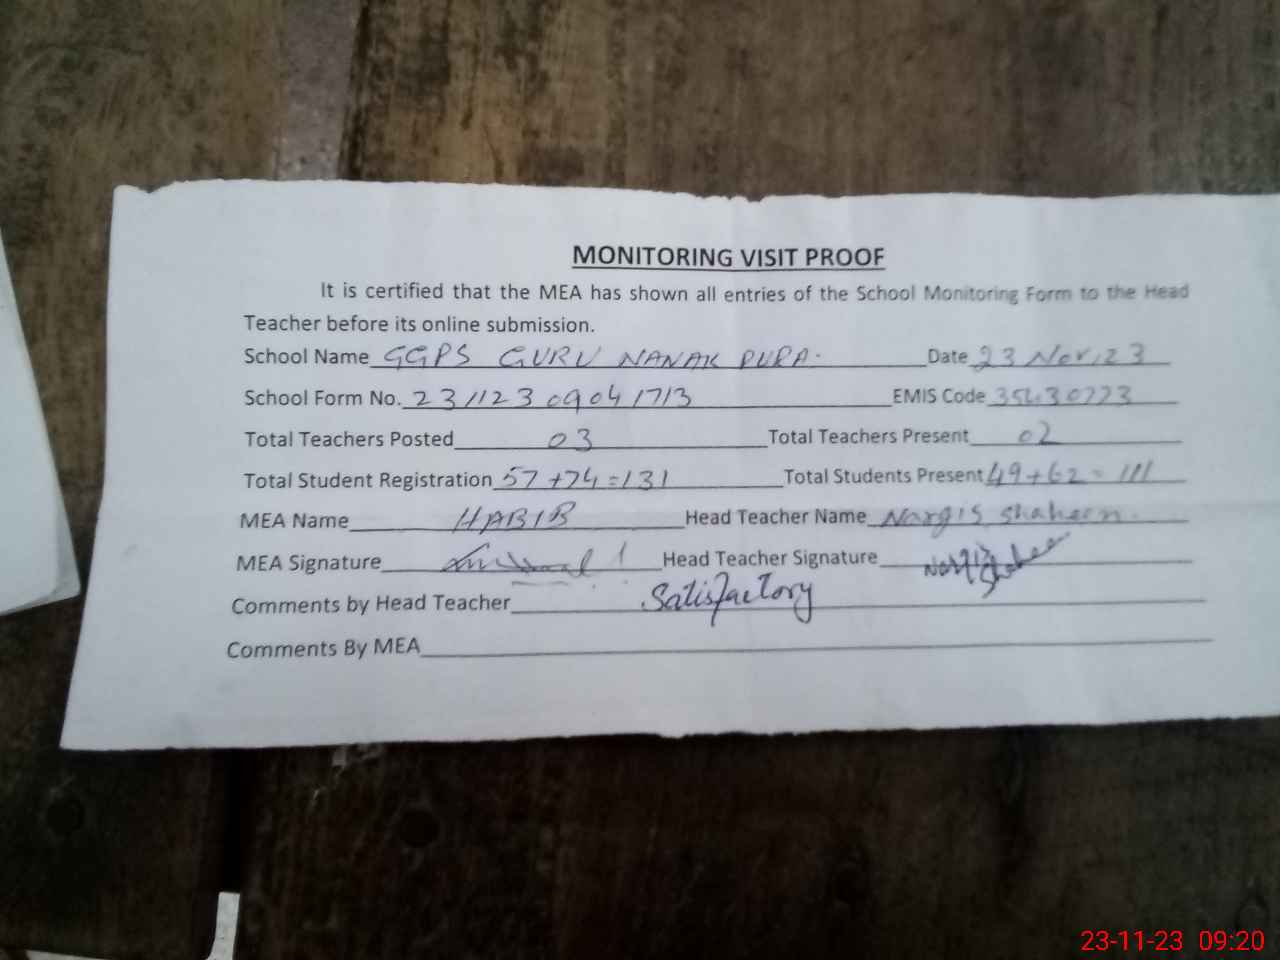 MONITORING VISIT PROOF
It is certified that the MEA has shown all entries of the School Monitoring Form to the Head
Teacher before its online submission.
School Name GGPS GURU NANAK PURA. Date 23 Nov, 23
School Form No. 231123 09041713 EMIS Code 35430723
Total Teachers Posted 03 Total Teachers Present 02
Total Student Registration 57+74=131 Total Students Present 49+62=111
MEA Name HABIB Head Teacher Name Nargis Shaheen.
MEA Signature Head Teacher Signature Nargis Shaheen
Comments by Head Teacher Satisfactory
Comments By MEA
23-11-23 09:20